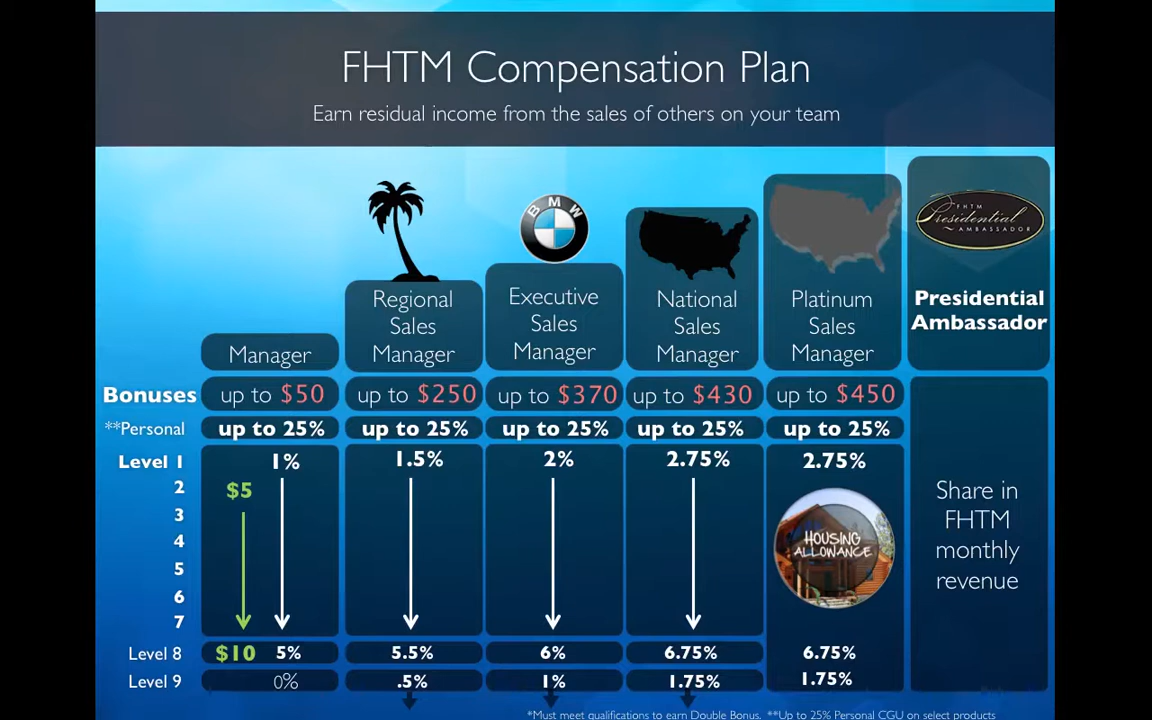 FHTM Compensation Plan
Earn residual income from the sales of others on your team
BMW
FHTM
Presidential
AMBASSADOR
Manager
Regional
Sales
Manager
Executive
Sales
Manager
National
Sales
Manager
Platinum
Sales
Manager
Presidential
Ambassador
Bonuses up to $50 up to $250 up to $370 up to $430 up to $450
**Personal up to 25% up to 25% up to 25% up to 25% up to 25%
Level 1 1% 1.5% 2% 2.75% 2.75%
2 $5
3
4
5
6
7
HOUSING
ALLOWANCE
Share in
FHTM
monthly
revenue
Level 8 $10 5% 5.5% 6% 6.75% 6.75%
Level 9 0% .5% 1% 1.75% 1.75%
*Must meet qualifications to earn Double Bonus. **Up to 25% Personal CGU on select products